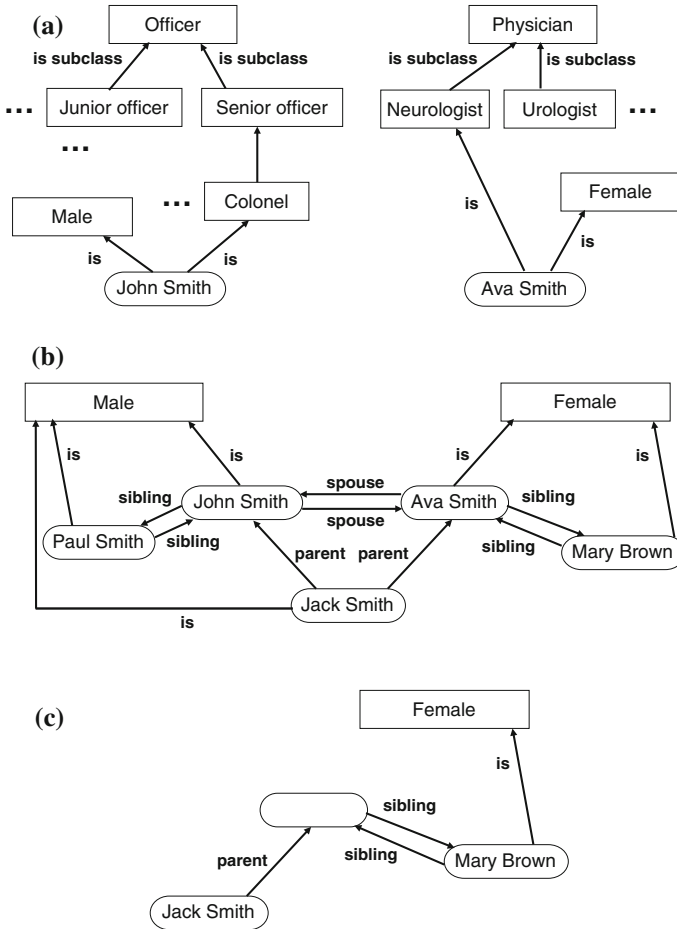 (a)
Officer
Physician
is subclass
is subclass
is subclass
is subclass
...
Junior officer
Senior officer
Neurologist
Urologist
...
...
...
Colonel
Male
Female
is
is
is
is
John Smith
Ava Smith
(b)
Male
Female
is
is
is
is
spouse
sibling
John Smith
Ava Smith
sibling
spouse
Paul Smith
sibling
sibling
Mary Brown
parent
parent
Jack Smith
is
(c)
Female
is
sibling
sibling
parent
Mary Brown
Jack Smith